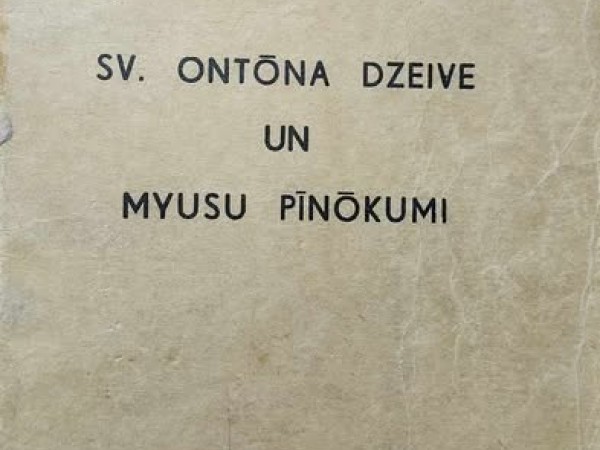 SV. ONTŌNA DZEIVE
UN
MYUSU PĪNŌKUMI